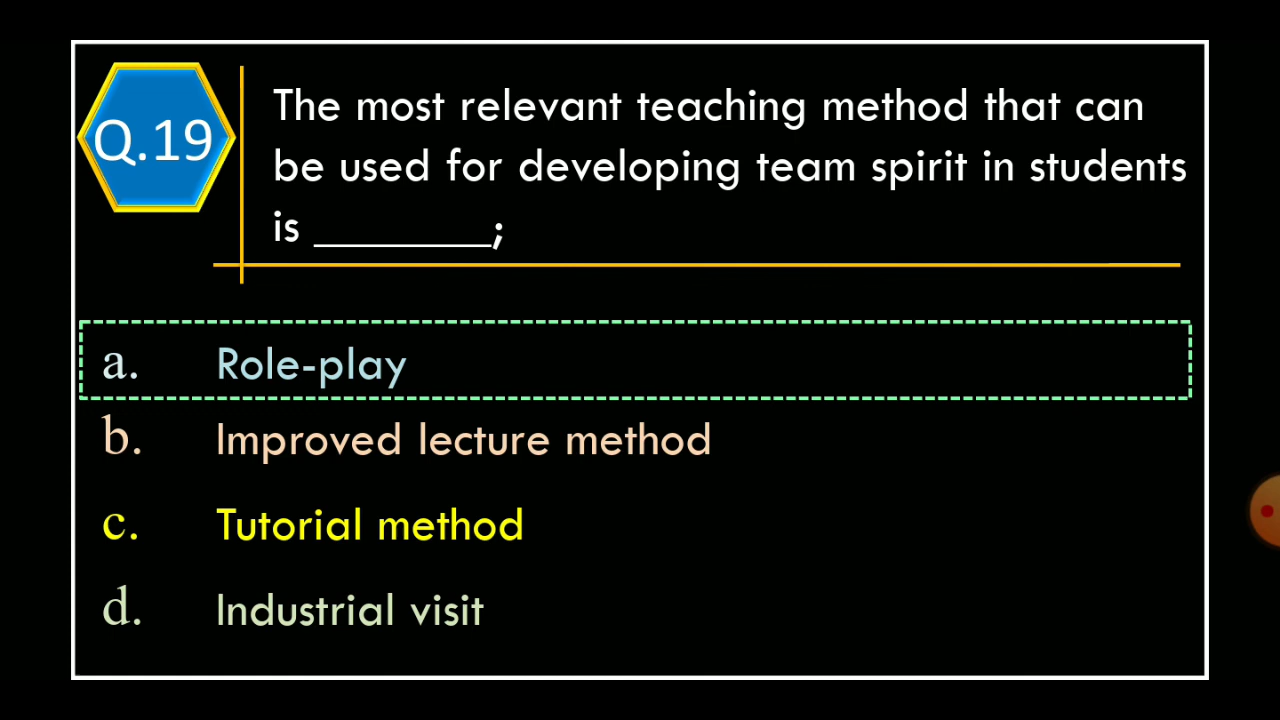 Q.19
The most relevant teaching method that can
be used for developing team spirit in students
is ________;
a. Role-play
b. Improved lecture method
c. Tutorial method
d. Industrial visit